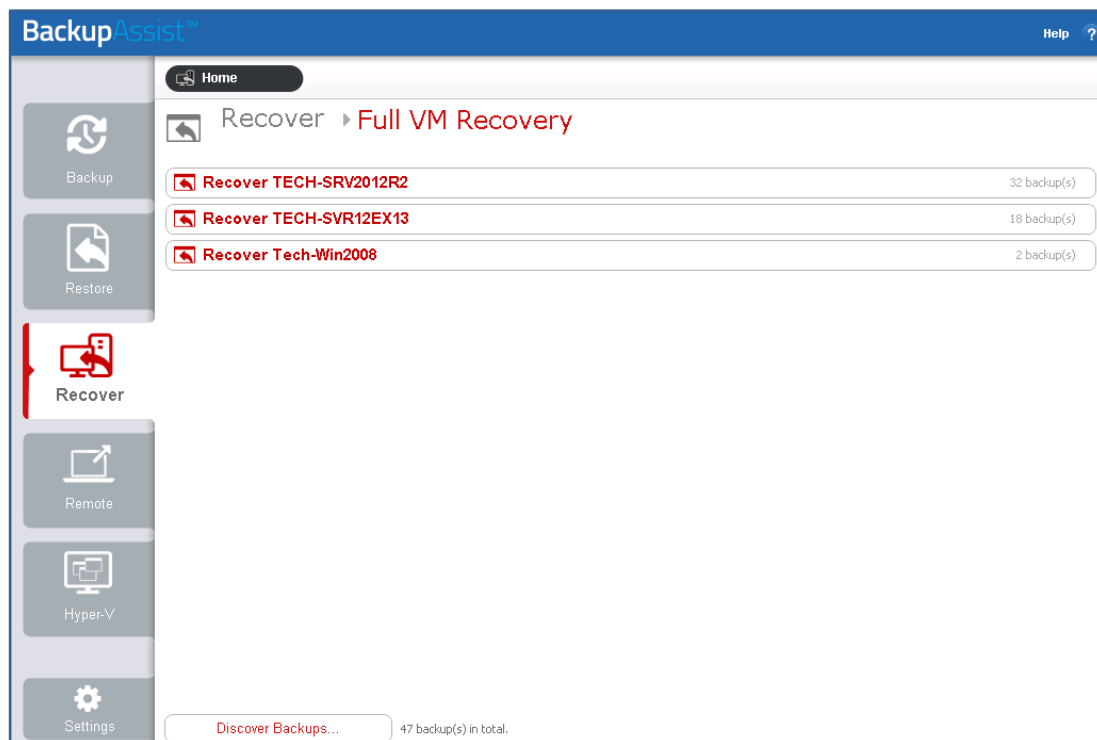 BackupAssist™
Help ?
Home
Recover Full VM Recovery
Backup
Recover TECH-SRV2012R2 32 backup(s)
Recover TECH-SVR12EX13 18 backup(s)
Recover Tech-Win2008 2 backup(s)
Restore
Recover
Remote
Hyper-V
Settings
Discover Backups... 47 backup(s) in total.